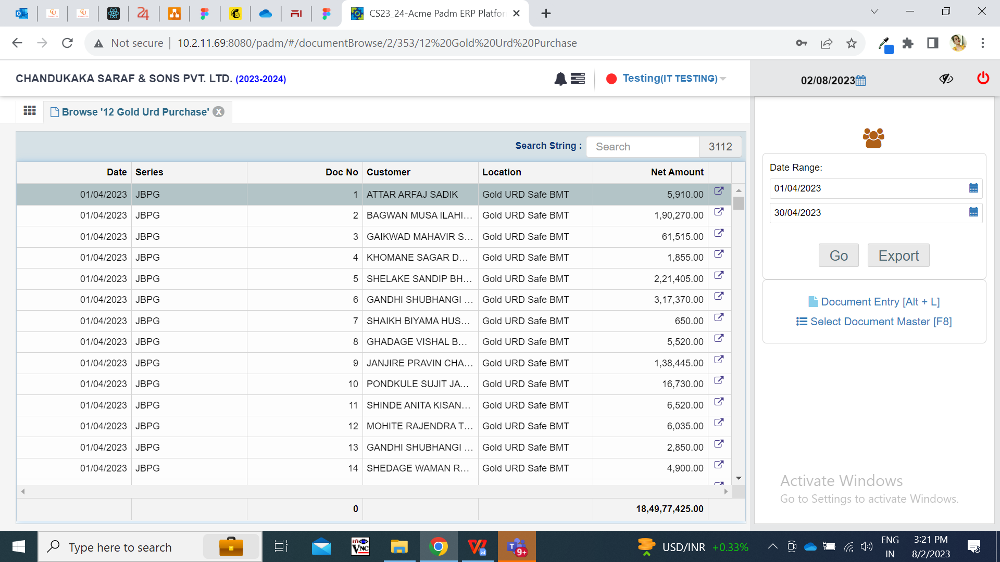 CS23_24-Acme Padm ERP Platfor
Not secure
10.2.11.69:8080/padm/#/documentBrowse/2/353/12%20Gold%20Urd%20Purchase
CHANDUKAKA SARAF & SONS PVT. LTD. (2023-2024)
Testing(IT TESTING)
02/08/2023
Browse '12 Gold Urd Purchase' X
Search String : Search 3112
Date Series Doc No Customer Location Net Amount
01/04/2023 JBPG 1 ATTAR ARFAJ SADIK Gold URD Safe BMT 5,910.00
01/04/2023 JBPG 2 BAGWAN MUSA ILAHI... Gold URD Safe BMT 1,90,270.00
01/04/2023 JBPG 3 GAIKWAD MAHAVIR S... Gold URD Safe BMT 61,515.00
01/04/2023 JBPG 4 KHOMANE SAGAR D... Gold URD Safe BMT 1,855.00
01/04/2023 JBPG 5 SHELAKE SANDIP BH... Gold URD Safe BMT 2,21,405.00
01/04/2023 JBPG 6 GANDHI SHUBHANGI ... Gold URD Safe BMT 3,17,370.00
01/04/2023 JBPG 7 SHAIKH BIYAMA HUS... Gold URD Safe BMT 650.00
01/04/2023 JBPG 8 GHADAGE VISHAL B... Gold URD Safe BMT 5,520.00
01/04/2023 JBPG 9 JANJIRE PRAVIN CHA... Gold URD Safe BMT 1,38,445.00
01/04/2023 JBPG 10 PONDKULE SUJIT JA... Gold URD Safe BMT 16,730.00
01/04/2023 JBPG 11 SHINDE ANITA KISAN... Gold URD Safe BMT 6,520.00
01/04/2023 JBPG 12 MOHITE RAJENDRA T... Gold URD Safe BMT 6,035.00
01/04/2023 JBPG 13 GANDHI SHUBHANGI ... Gold URD Safe BMT 2,850.00
01/04/2023 JBPG 14 SHEDAGE WAMAN R... Gold URD Safe BMT 4,900.00
0 18,49,77,425.00
Date Range:
01/04/2023
30/04/2023
Go Export
Document Entry [Alt + L]
Select Document Master [F8]
Activate Windows
Go to Settings to activate Windows.
Type here to search
VNC
9+
USD/INR +0.33%
ENG
IN
3:21 PM
8/2/2023